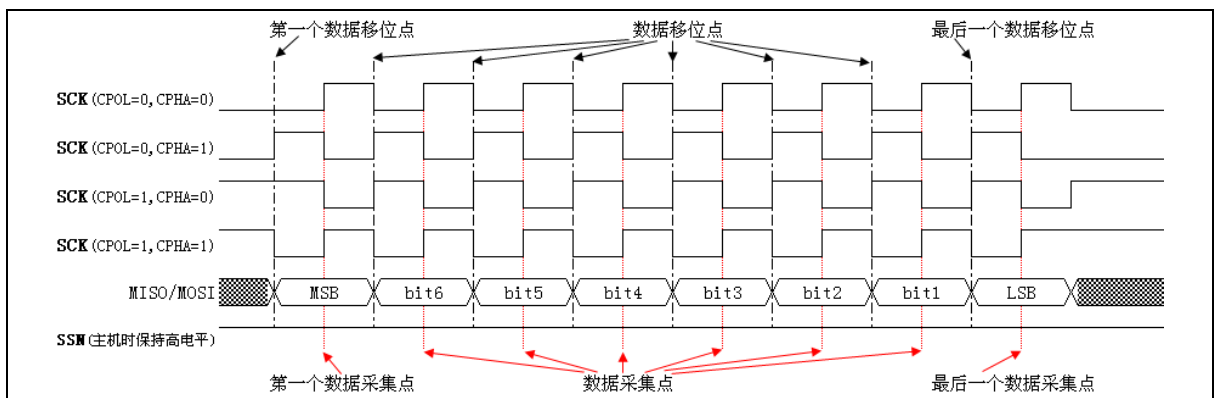 第一个数据移位点 数据移位点 最后一个数据移位点
SCK(CPOL=0,CPHA=0)
SCK(CPOL=0,CPHA=1)
SCK(CPOL=1,CPHA=0)
SCK(CPOL=1,CPHA=1)
MISO/MOSI MSB bit6 bit5 bit4 bit3 bit2 bit1 LSB
SSN(主机时保持高电平)
第一个数据采集点 数据采集点 最后一个数据采集点